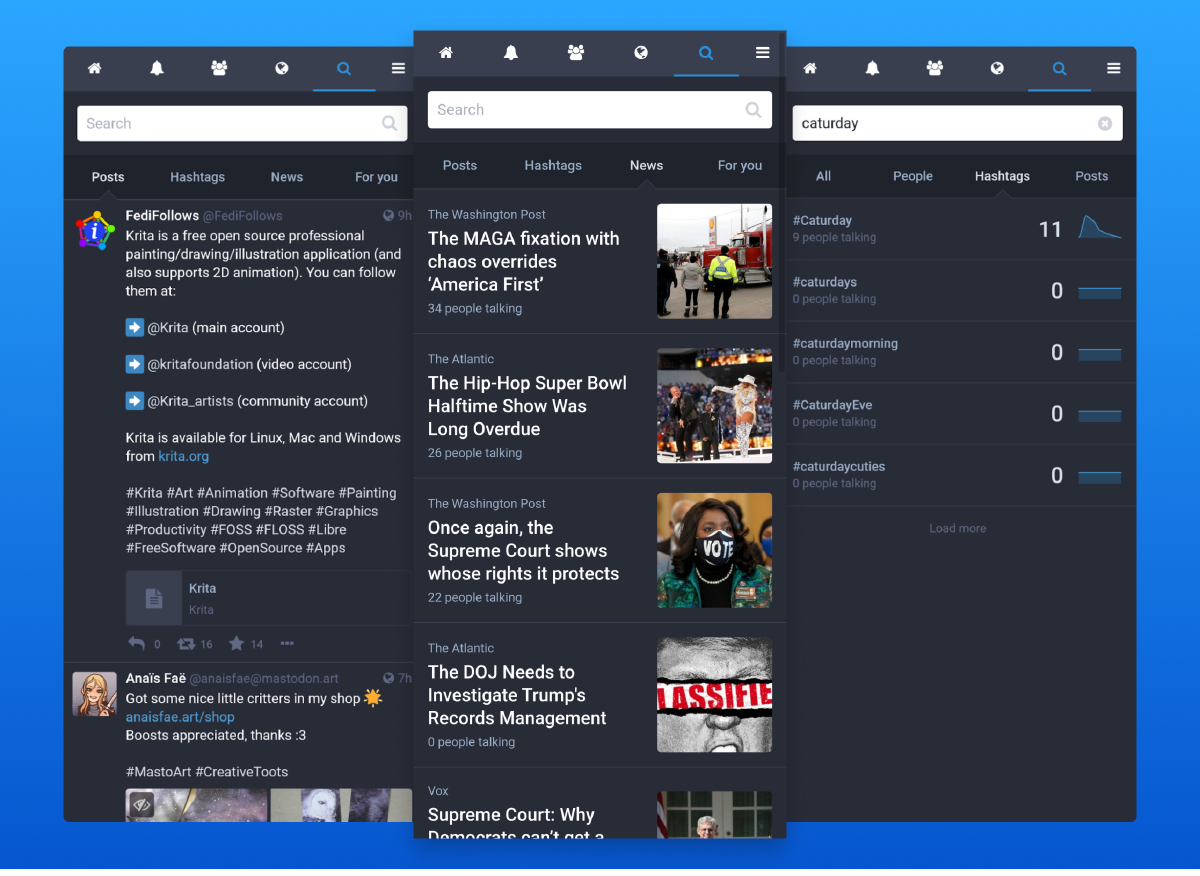 Search
Posts Hashtags News For you
FediFollows @FediFollows 9h
Krita is a free open source professional
painting/drawing/illustration application (and
also supports 2D animation). You can follow
them at:
@Krita (main account)
@kritafoundation (video account)
@Krita_artists (community account)
Krita is available for Linux, Mac and Windows
from krita.org
#Krita #Art #Animation #Software #Painting
#Illustration #Drawing #Raster #Graphics
#Productivity #FOSS #FLOSS #Libre
#FreeSoftware #OpenSource #Apps
Krita
Krita
0 16 14
Anaïs Faë @anaisfae@mastodon.art 7h
Got some nice little critters in my shop
anaisfae.art/shop
Boosts appreciated, thanks :3
#MastoArt #CreativeToots
Search
Posts Hashtags News For you
The Washington Post
The MAGA fixation with
chaos overrides
‘America First’
34 people talking
The Atlantic
The Hip-Hop Super Bowl
Halftime Show Was
Long Overdue
26 people talking
The Washington Post
Once again, the
Supreme Court shows
whose rights it protects
22 people talking
VOTE
The Atlantic
The DOJ Needs to
Investigate Trump's
Records Management
0 people talking
LASSIFIE
Vox
Supreme Court: Why
Democrats can’t get a
caturday
All People Hashtags Posts
#Caturday
9 people talking
11
#caturdays
0 people talking
0
#caturdaymorning
0 people talking
0
#CaturdayEve
0 people talking
0
#caturdaycuties
0 people talking
0
Load more